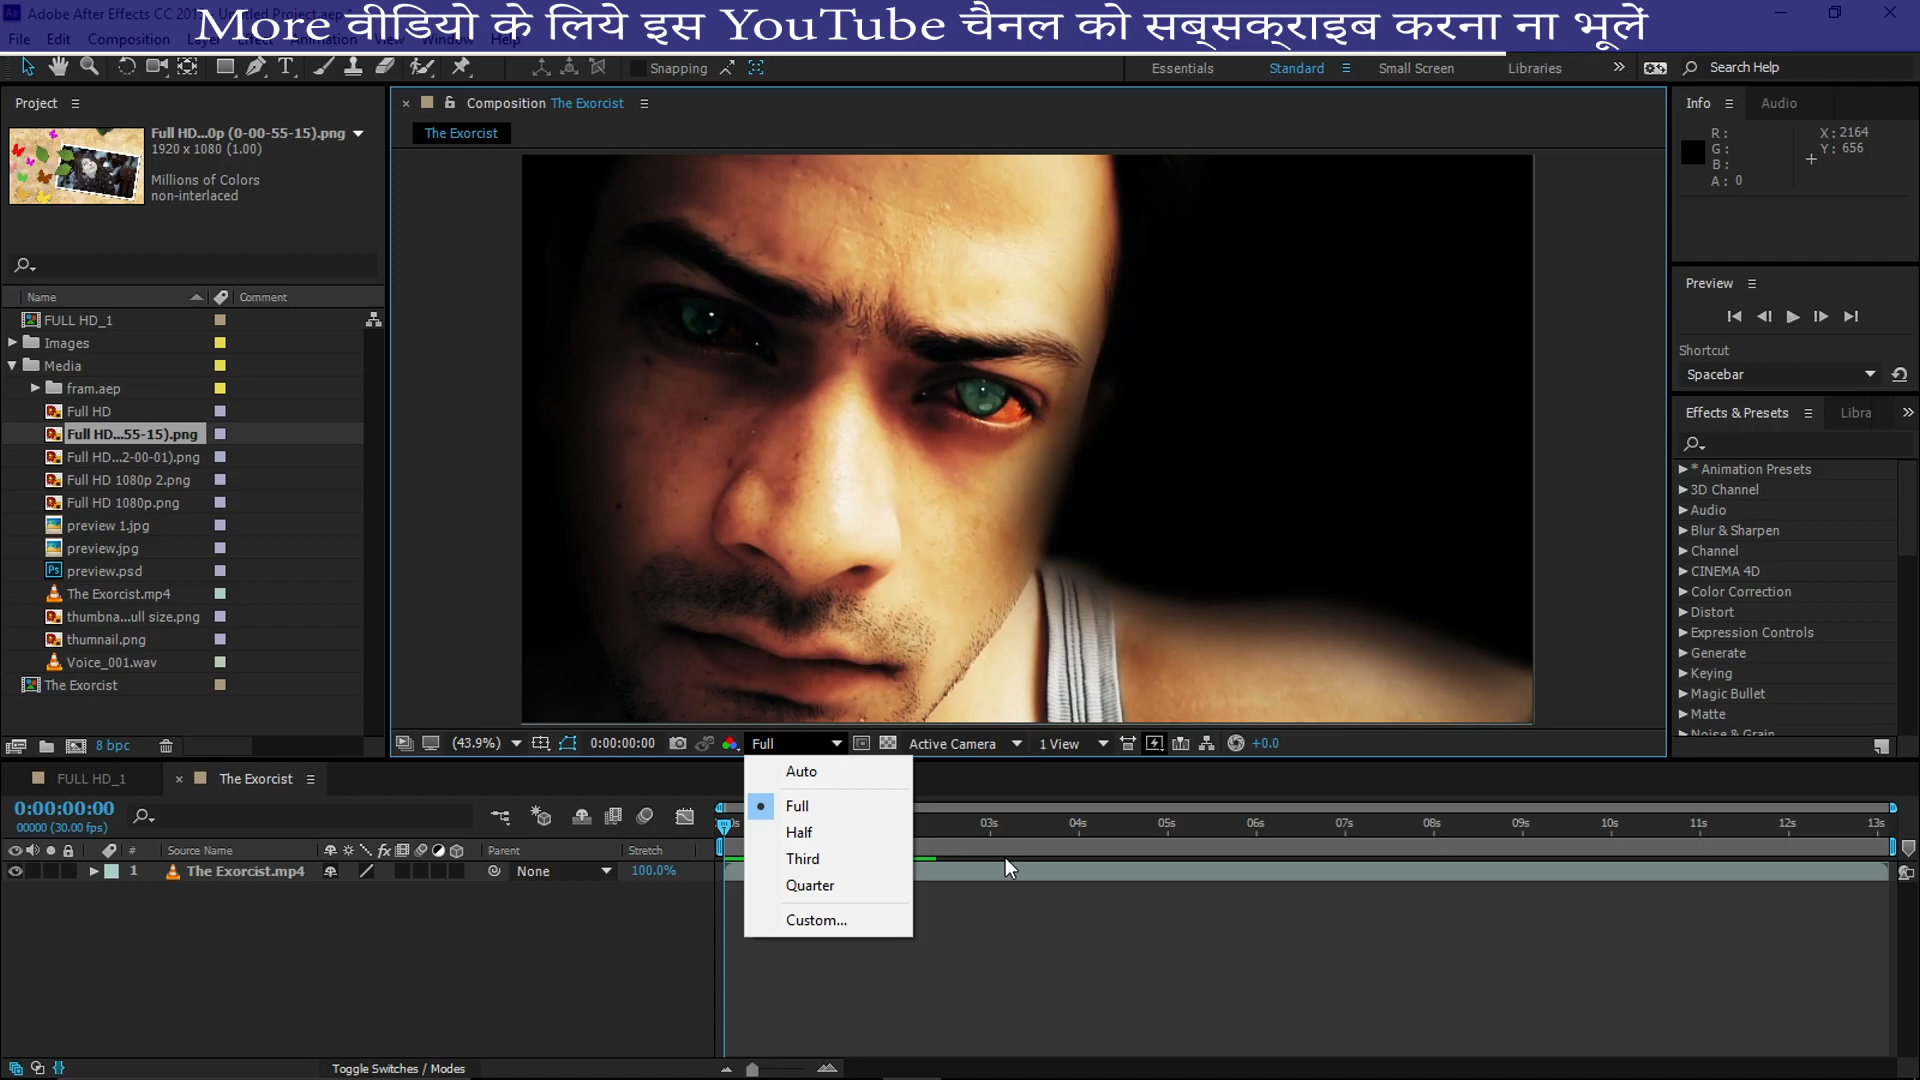 More वीडियो के लिये इस YouTube चैनल को सब्सक्राइब करना ना भूलें
File Edit Composition
Snapping
Essentials Standard Small Screen Libraries Search Help
Project
Full HD...0p (0-00-55-15).png
1920 x 1080 (1.00)
Millions of Colors
non-interlaced
Name Comment
FULL HD_1
Images
Media
fram.aep
Full HD
Full HD...55-15).png
Full HD...2-00-01).png
Full HD 1080p 2.png
Full HD 1080p.png
preview 1.jpg
preview.jpg
preview.psd
The Exorcist.mp4
thumbna...ull size.png
thumnail.png
Voice_001.wav
The Exorcist
8 bpc
Composition The Exorcist
The Exorcist
(43.9%) 0:00:00:00 Full Active Camera 1 View +0.0
Auto
Full
Half
Third
Quarter
Custom...
Info Audio
R: X: 2164
G: Y: 656
B:
A: 0
Preview
Shortcut
Spacebar
Effects & Presets Libra
* Animation Presets
3D Channel
Audio
Blur & Sharpen
Channel
CINEMA 4D
Color Correction
Distort
Expression Controls
Generate
Keying
Magic Bullet
Matte
Noise & Grain
FULL HD_1 The Exorcist
0:00:00:00
00000 (30.00 fps)
03s 04s 05s 06s 07s 08s 09s 10s 11s 12s 13s
# Source Name Parent Stretch
1 The Exorcist.mp4 None 100.0%
Toggle Switches / Modes